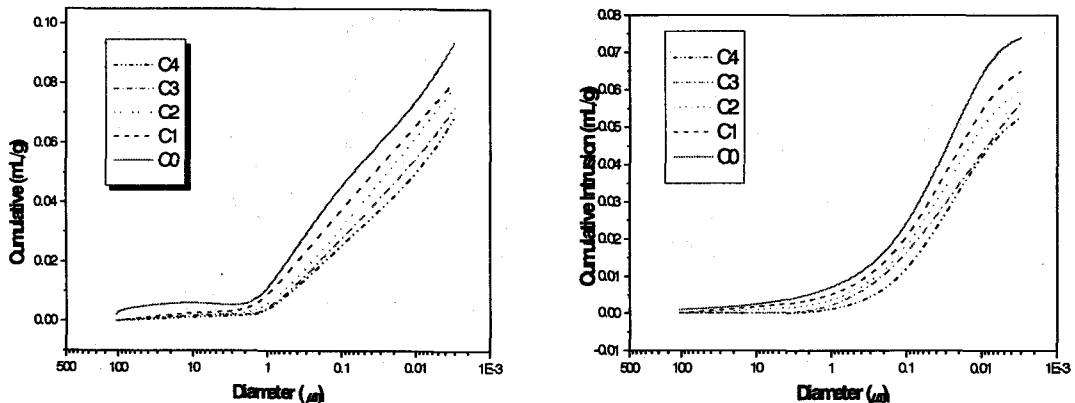 0.10
0.08
0.06
0.04
0.02
0.00
Cumulative (mL/g)
C4
C3
C2
C1
C0
500
100
10
1
0.1
0.01
1E-3
Diameter (㎛)
0.08
0.07
0.06
0.05
0.04
0.03
0.02
0.01
0.00
-0.01
Cumulative Intrusion (mL/g)
C4
C3
C2
C1
C0
500
100
10
1
0.1
0.01
1E-3
Diameter (㎛)